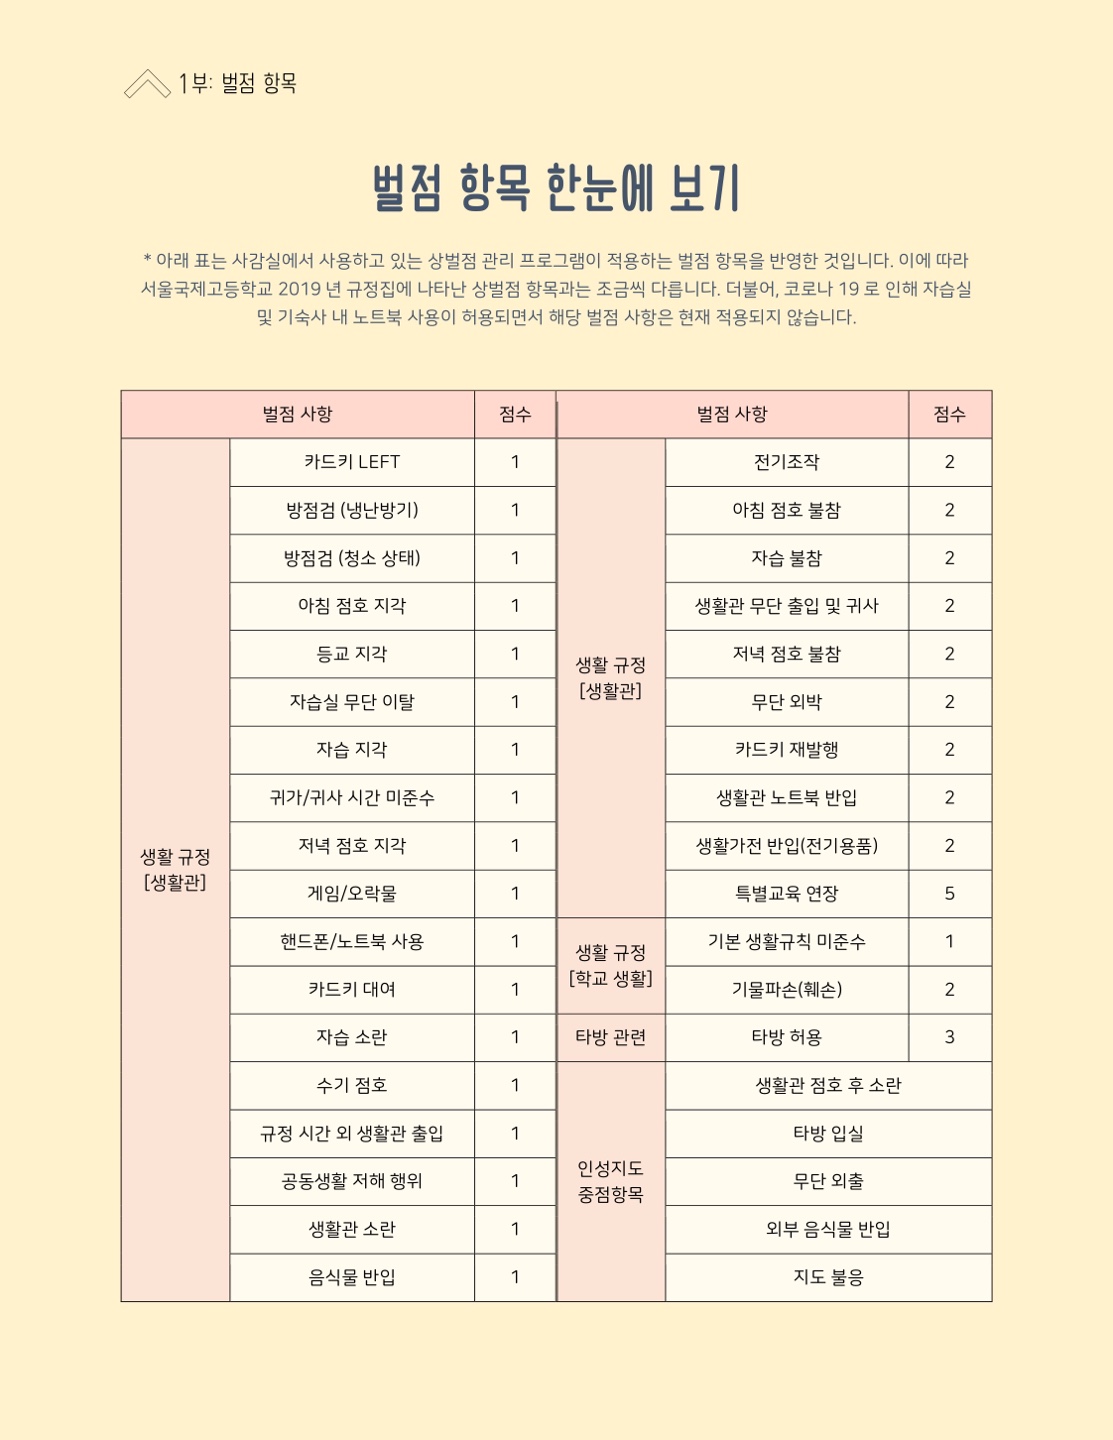 1부: 벌점 항목
벌점 항목 한눈에 보기
* 아래 표는 사감실에서 사용하고 있는 상벌점 관리 프로그램이 적용하는 벌점 항목을 반영한 것입니다. 이에 따라
서울국제고등학교 2019 년 규정집에 나타난 상벌점 항목과는 조금씩 다릅니다. 더불어, 코로나 19 로 인해 자습실
및 기숙사 내 노트북 사용이 허용되면서 해당 벌점 사항은 현재 적용되지 않습니다.
벌점 사항 점수 벌점 사항 점수
생활 규정
[생활관]
카드키 LEFT 1
방점검 (냉난방기) 1
방점검 (청소 상태) 1
아침 점호 지각 1
등교 지각 1
자습실 무단 이탈 1
자습 지각 1
귀가/귀사 시간 미준수 1
저녁 점호 지각 1
게임/오락물 1
핸드폰/노트북 사용 1
카드키 대여 1
자습 소란 1
수기 점호 1
규정 시간 외 생활관 출입 1
공동생활 저해 행위 1
생활관 소란 1
음식물 반입 1
생활 규정
[생활관]
전기조작 2
아침 점호 불참 2
자습 불참 2
생활관 무단 출입 및 귀사 2
저녁 점호 불참 2
무단 외박 2
카드키 재발행 2
생활관 노트북 반입 2
생활가전 반입(전기용품) 2
특별교육 연장 5
생활 규정
[학교 생활]
기본 생활규칙 미준수 1
기물파손(훼손) 2
타방 관련 타방 허용 3
인성지도
중점항목
생활관 점호 후 소란
타방 입실
무단 외출
외부 음식물 반입
지도 불응